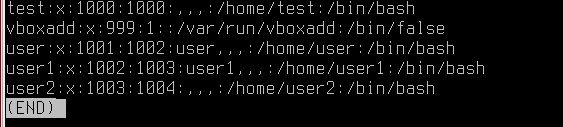 test:x:1000:1000:,,,:/home/test:/bin/bash
vboxadd:x:999:1::/var/run/vboxadd:/bin/false
user:x:1001:1002:user,,,:/home/user:/bin/bash
user1:x:1002:1003:user1,,,:/home/user1:/bin/bash
user2:x:1003:1004:,,,:/home/user2:/bin/bash
(END)